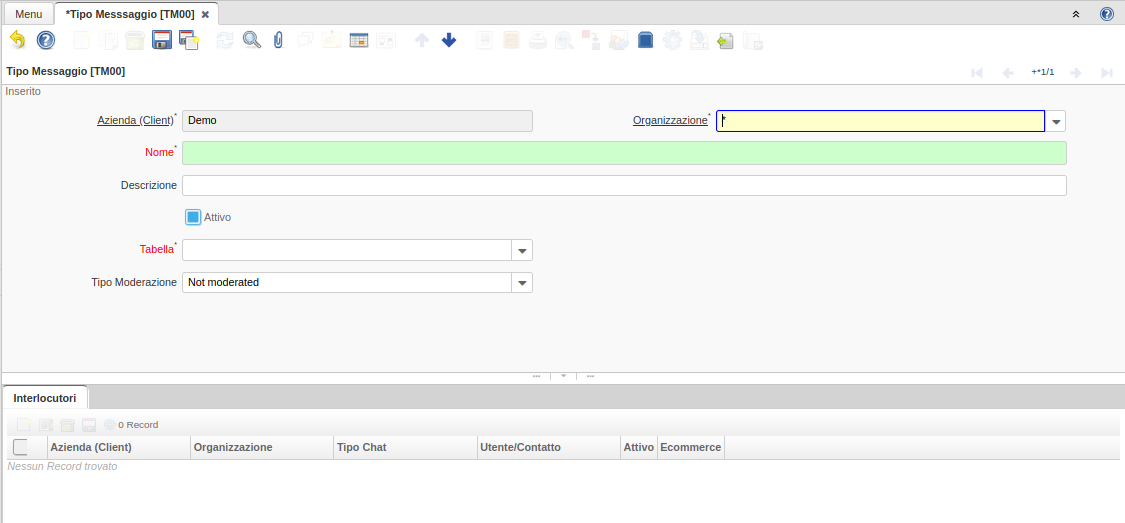 Menu
*Tipo Messsaggio [TM00]
Tipo Messaggio [TM00]
+*1/1
Inserito
Azienda (Client)* Demo
Organizzazione* *
Nome*
Descrizione
Attivo
Tabella*
Tipo Moderazione Not moderated
Interlocutori
0 Record
Azienda (Client) Organizzazione Tipo Chat Utente/Contatto Attivo Ecommerce
Nessun Record trovato